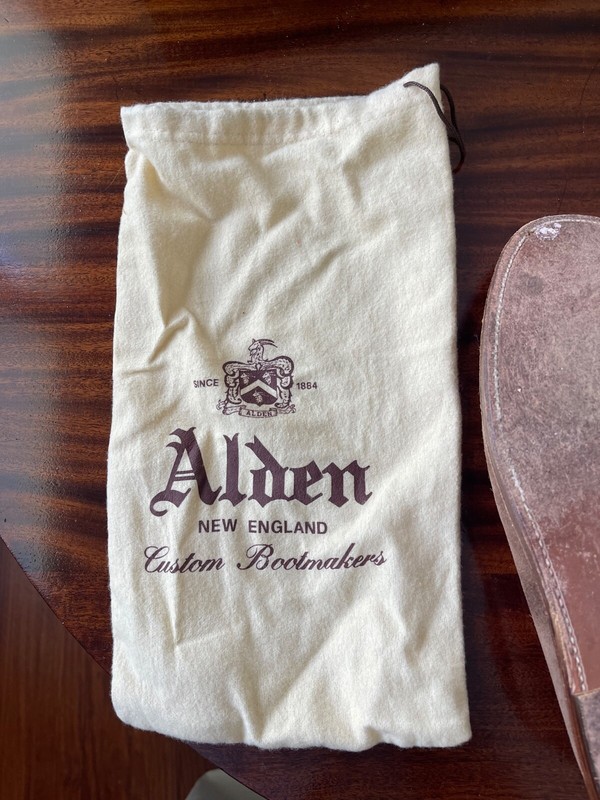 SINCE 1884
ALDEN
Alden
NEW ENGLAND
Custom Bootmakers